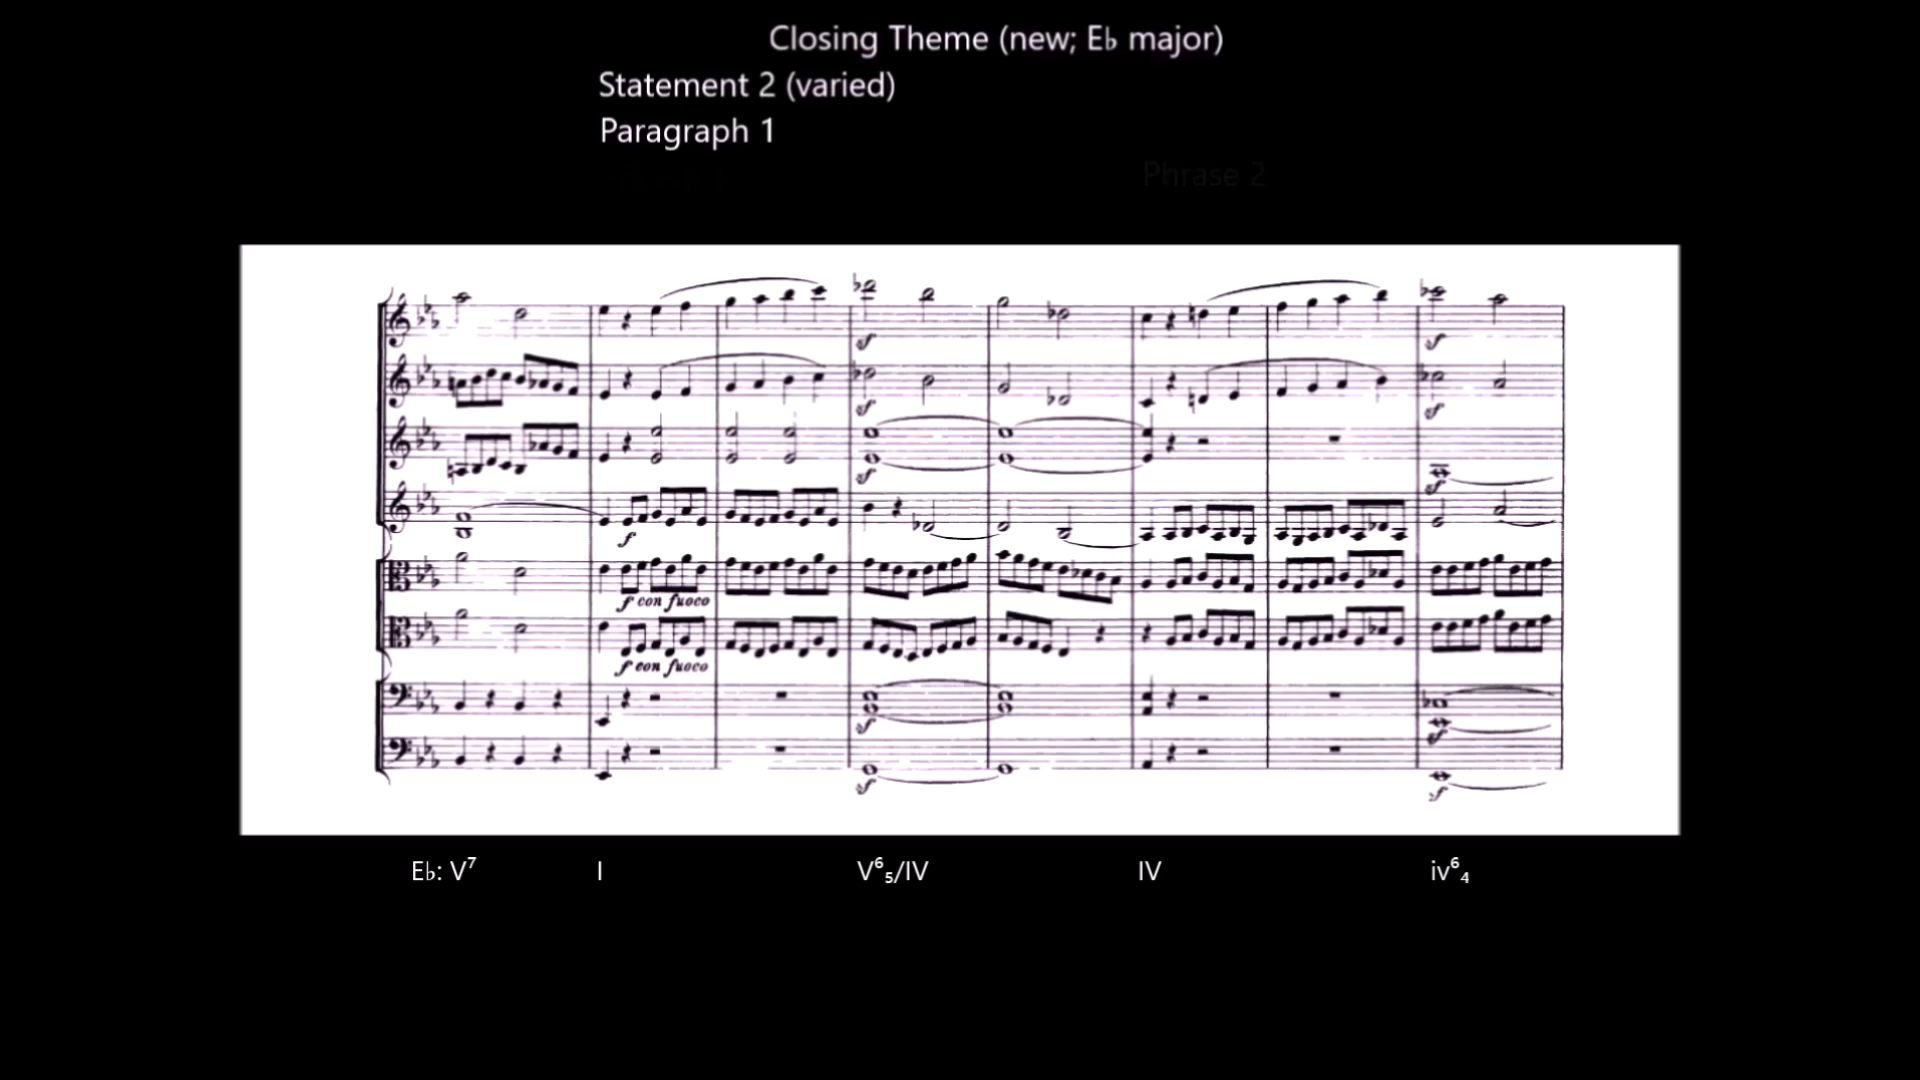 Closing Theme (new; E♭ major)
Statement 2 (varied)
Paragraph 1
Phrase 2
f
f con fuoco
f con fuoco
E♭: V⁷ I V⁶₅/IV IV iv⁶₄